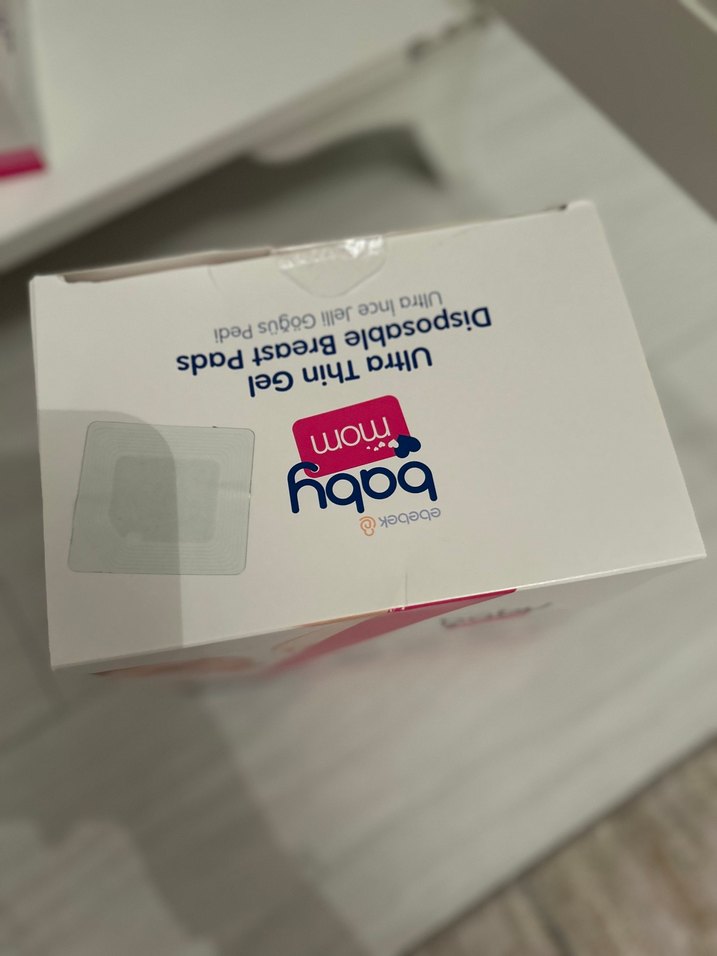 ebebek
baby
mom
Ultra Thin Gel
Disposable Breast Pads
Ultra İnce Jelli Göğüs Pedi